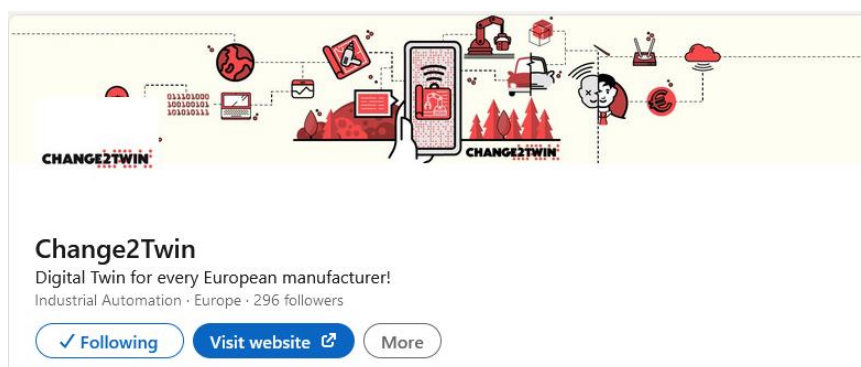 011101000
100100101
101010111
CHANGE2TWIN
CHANGE2TWIN
Change2Twin
Digital Twin for every European manufacturer!
Industrial Automation · Europe · 296 followers
✓ Following
Visit website
More